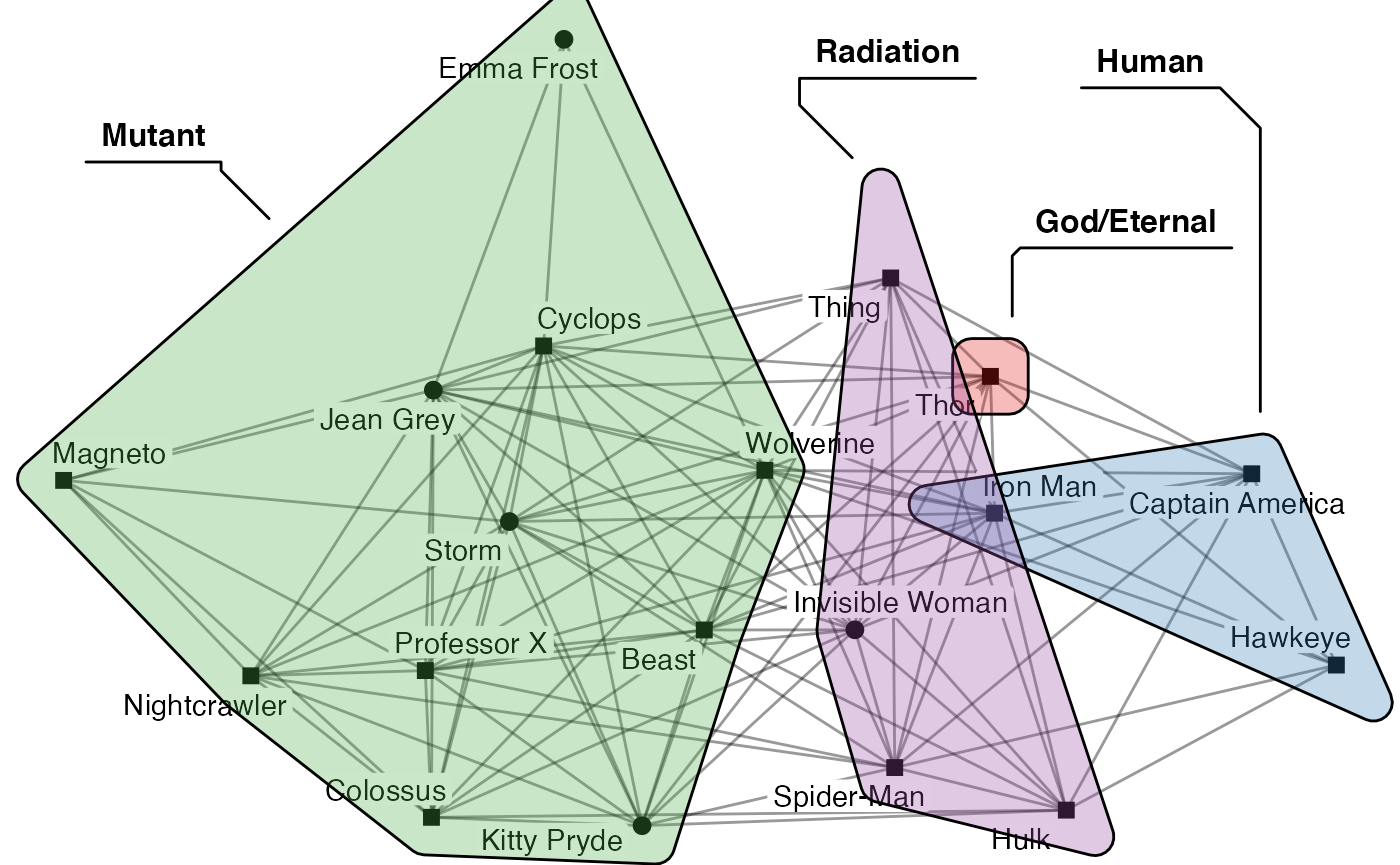 Radiation
Human
Emma Frost
Mutant
God/Eternal
Thing
Cyclops
Thor
Jean Grey
Wolverine
Magneto
Iron Man
Captain America
Storm
Invisible Woman
Professor X
Hawkeye
Beast
Nightcrawler
Colossus
Spider-Man
Kitty Pryde
Hulk